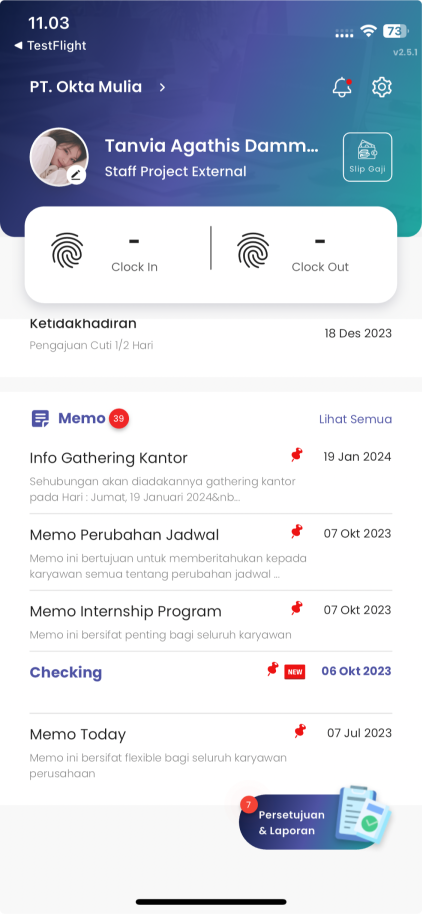 11.03
73
◀ TestFlight
v2.5.1
PT. Okta Mulia >
Tanvia Agathis Damm...
Staff Project External
Slip Gaji
-
Clock In
-
Clock Out
Ketidakhadiran
18 Des 2023
Pengajuan Cuti 1/2 Hari
Memo 39
Lihat Semua
Info Gathering Kantor
19 Jan 2024
Sehubungan akan diadakannya gathering kantor
pada Hari : Jumat, 19 Januari 2024&nb...
Memo Perubahan Jadwal
07 Okt 2023
Memo ini bertujuan untuk memberitahukan kepada
karyawan semua tentang perubahan jadwal ...
Memo Internship Program
07 Okt 2023
Memo ini bersifat penting bagi seluruh karyawan
Checking
NEW
06 Okt 2023
Memo Today
07 Jul 2023
Memo ini bersifat flexible bagi seluruh karyawan
perusahaan
7
Persetujuan
& Laporan